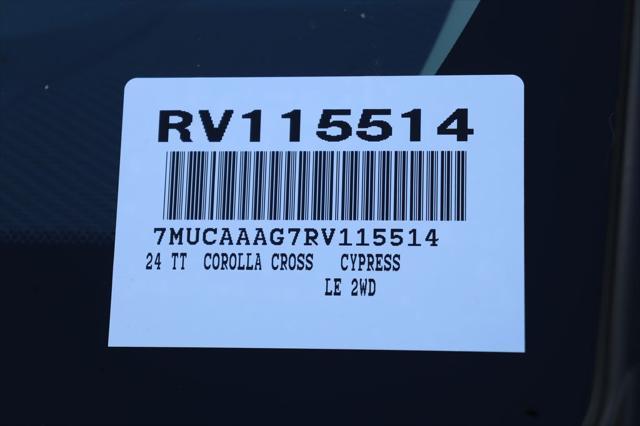 RV115514
7MUCAAAG7RV115514
24 TT COROLLA CROSS CYPRESS
LE 2WD